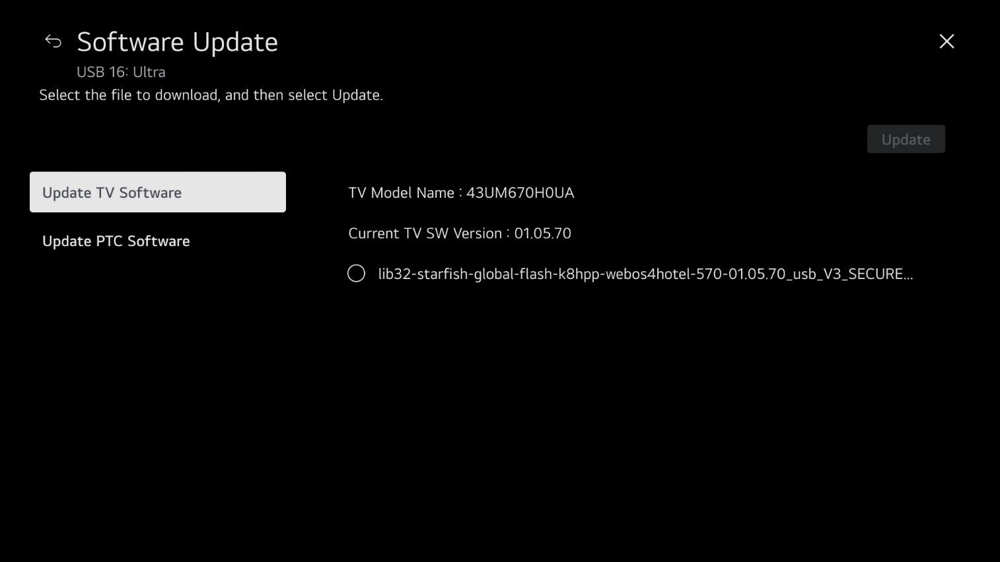 Software Update
USB 16: Ultra
Select the file to download, and then select Update.
Update
Update TV Software
TV Model Name : 43UM670H0UA
Current TV SW Version : 01.05.70
Update PTC Software
lib32-starfish-global-flash-k8hpp-webos4hotel-570-01.05.70_usb_V3_SECURE...